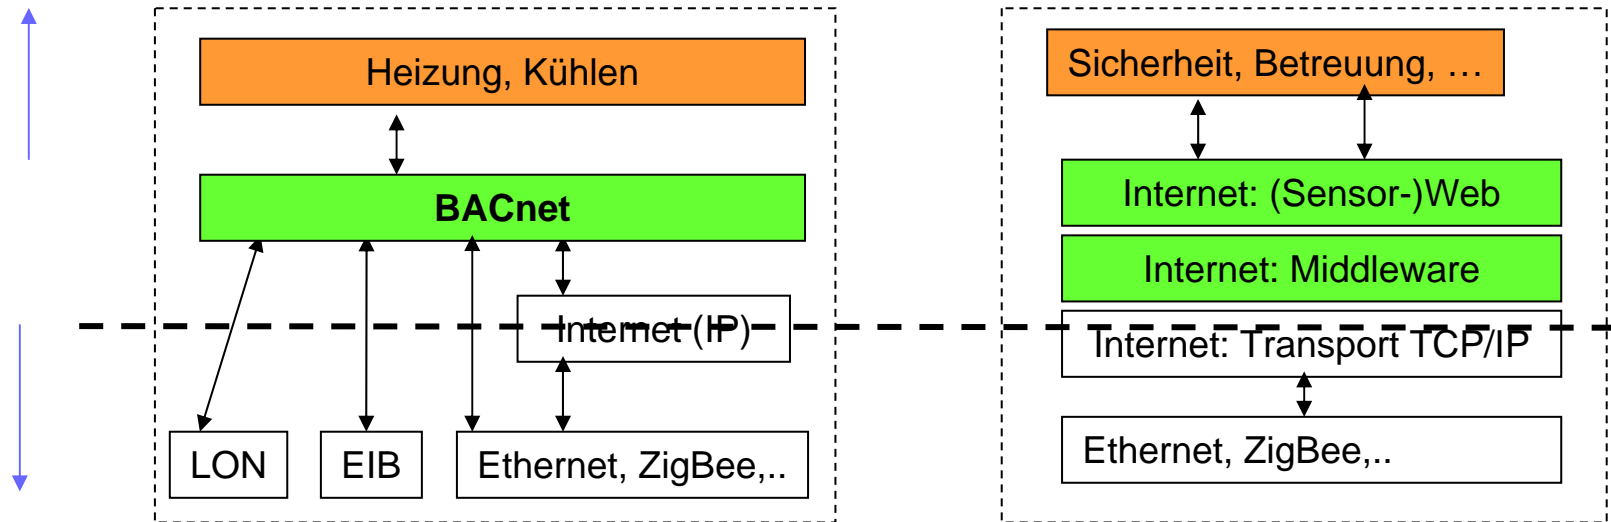 Heizung, Kühlen
BACnet
Internet (IP)
LON
EIB
Ethernet, ZigBee,..
Sicherheit, Betreuung, …
Internet: (Sensor-)Web
Internet: Middleware
Internet: Transport TCP/IP
Ethernet, ZigBee,..